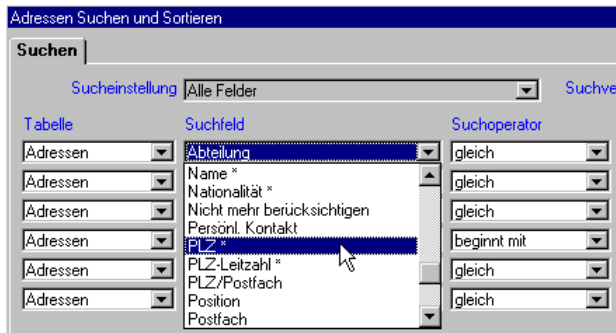 Adressen Suchen und Sortieren
Suchen
Sucheinstellung Alle Felder Suchve
Tabelle Suchfeld Suchoperator
Adressen Abteilung gleich
Adressen Name * gleich
Nationalität *
Adressen Nicht mehr berücksichtigen gleich
Persönl. Kontakt
Adressen PLZ * beginnt mit
PLZ-Leitzahl *
Adressen PLZ/Postfach gleich
Position
Adressen Postfach gleich